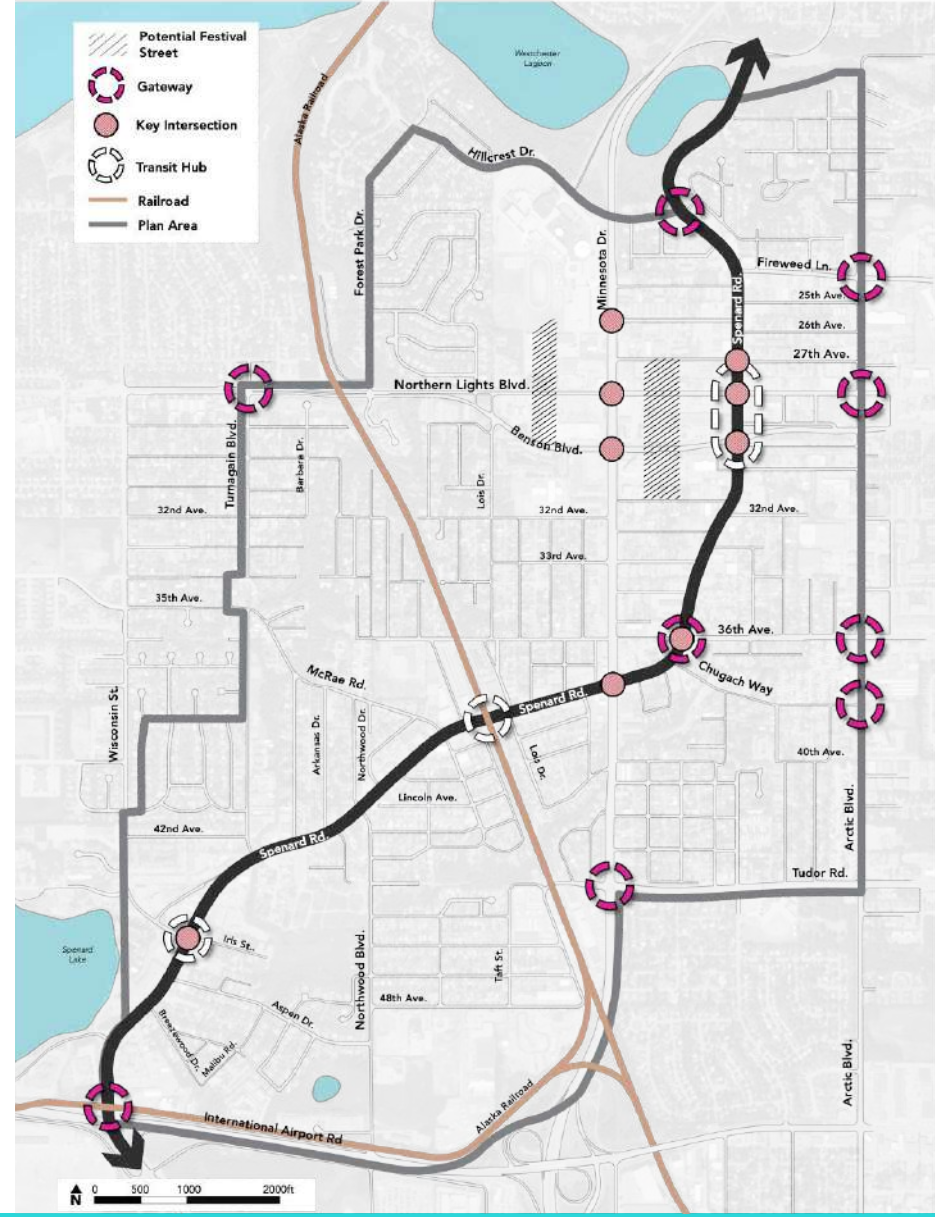 Potential Festival
Street
Gateway
Key Intersection
Transit Hub
Railroad
Plan Area
Westchester
Lagoon
Alaska Railroad
Hillcrest Dr.
Forest Park Dr.
Minnesota Dr.
Spenard Rd.
Fireweed Ln.
25th Ave.
26th Ave.
27th Ave.
Northern Lights Blvd.
Benson Blvd.
Turnagain Blvd.
Barbara Dr.
Lois Dr.
32nd Ave.
32nd Ave.
32nd Ave.
33rd Ave.
35th Ave.
36th Ave.
Chugach Way
McRae Rd.
Spenard Rd.
Wisconsin St.
Arkansas Dr.
Northwood Dr.
Lois Dr.
40th Ave.
Lincoln Ave.
Arctic Blvd.
42nd Ave.
Spenard Rd.
Tudor Rd.
Spenard
Lake
Iris St.
Northwood Blvd.
Taft St.
48th Ave.
Aspen Dr.
Breezewood Dr.
Malibu Rd.
Arctic Blvd.
Alaska Railroad
International Airport Rd
N
0 500 1000 2000ft